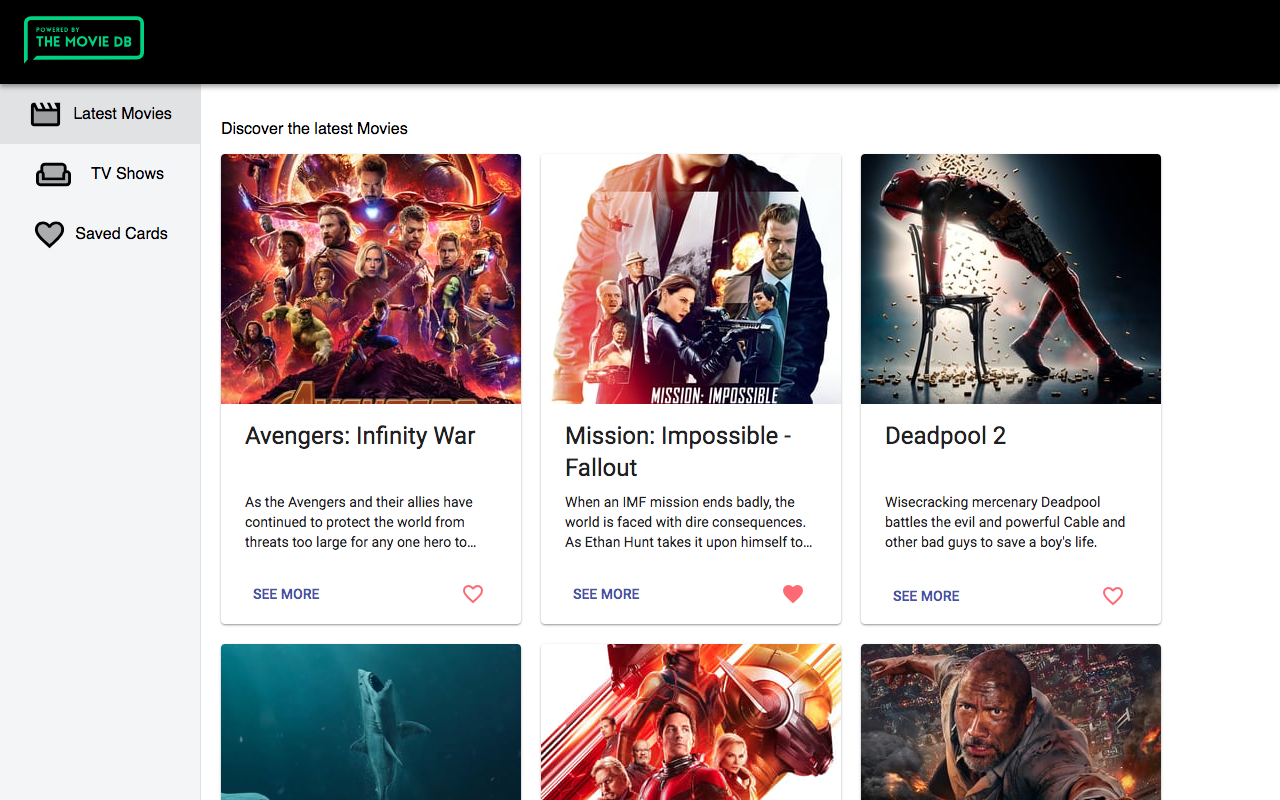 POWERED BY
THE MOVIE DB
Latest Movies
TV Shows
Saved Cards
Discover the latest Movies
AVENGERS
MISSION: IMPOSSIBLE
Avengers: Infinity War
As the Avengers and their allies have
continued to protect the world from
threats too large for any one hero to...
SEE MORE
Mission: Impossible -
Fallout
When an IMF mission ends badly, the
world is faced with dire consequences.
As Ethan Hunt takes it upon himself to...
SEE MORE
Deadpool 2
Wisecracking mercenary Deadpool
battles the evil and powerful Cable and
other bad guys to save a boy's life.
SEE MORE